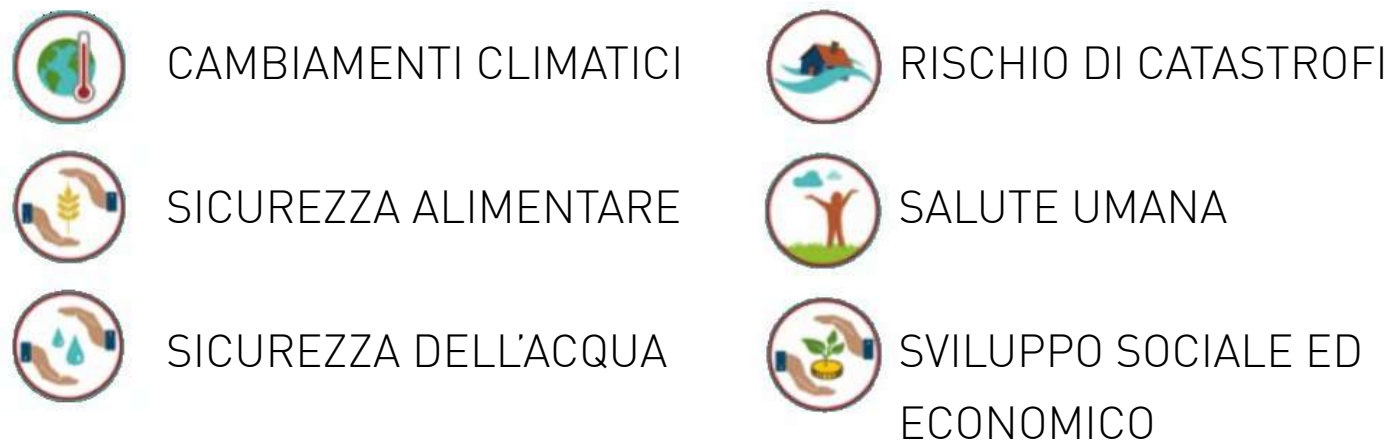 CAMBIAMENTI CLIMATICI
SICUREZZA ALIMENTARE
SICUREZZA DELL'ACQUA
RISCHIO DI CATASTROFI
SALUTE UMANA
SVILUPPO SOCIALE ED
ECONOMICO